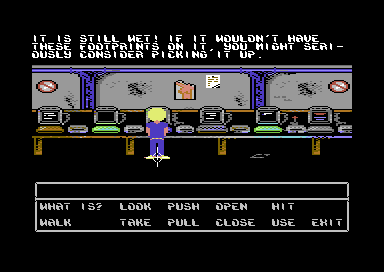 IT IS STILL WET! IF IT WOULDN'T HAVE
THESE FOOTPRINTS ON IT, YOU MIGHT SERI-
OUSLY CONSIDER PICKING IT UP.
WHAT IS? LOOK PUSH OPEN HIT
WALK TAKE PULL CLOSE USE EXIT